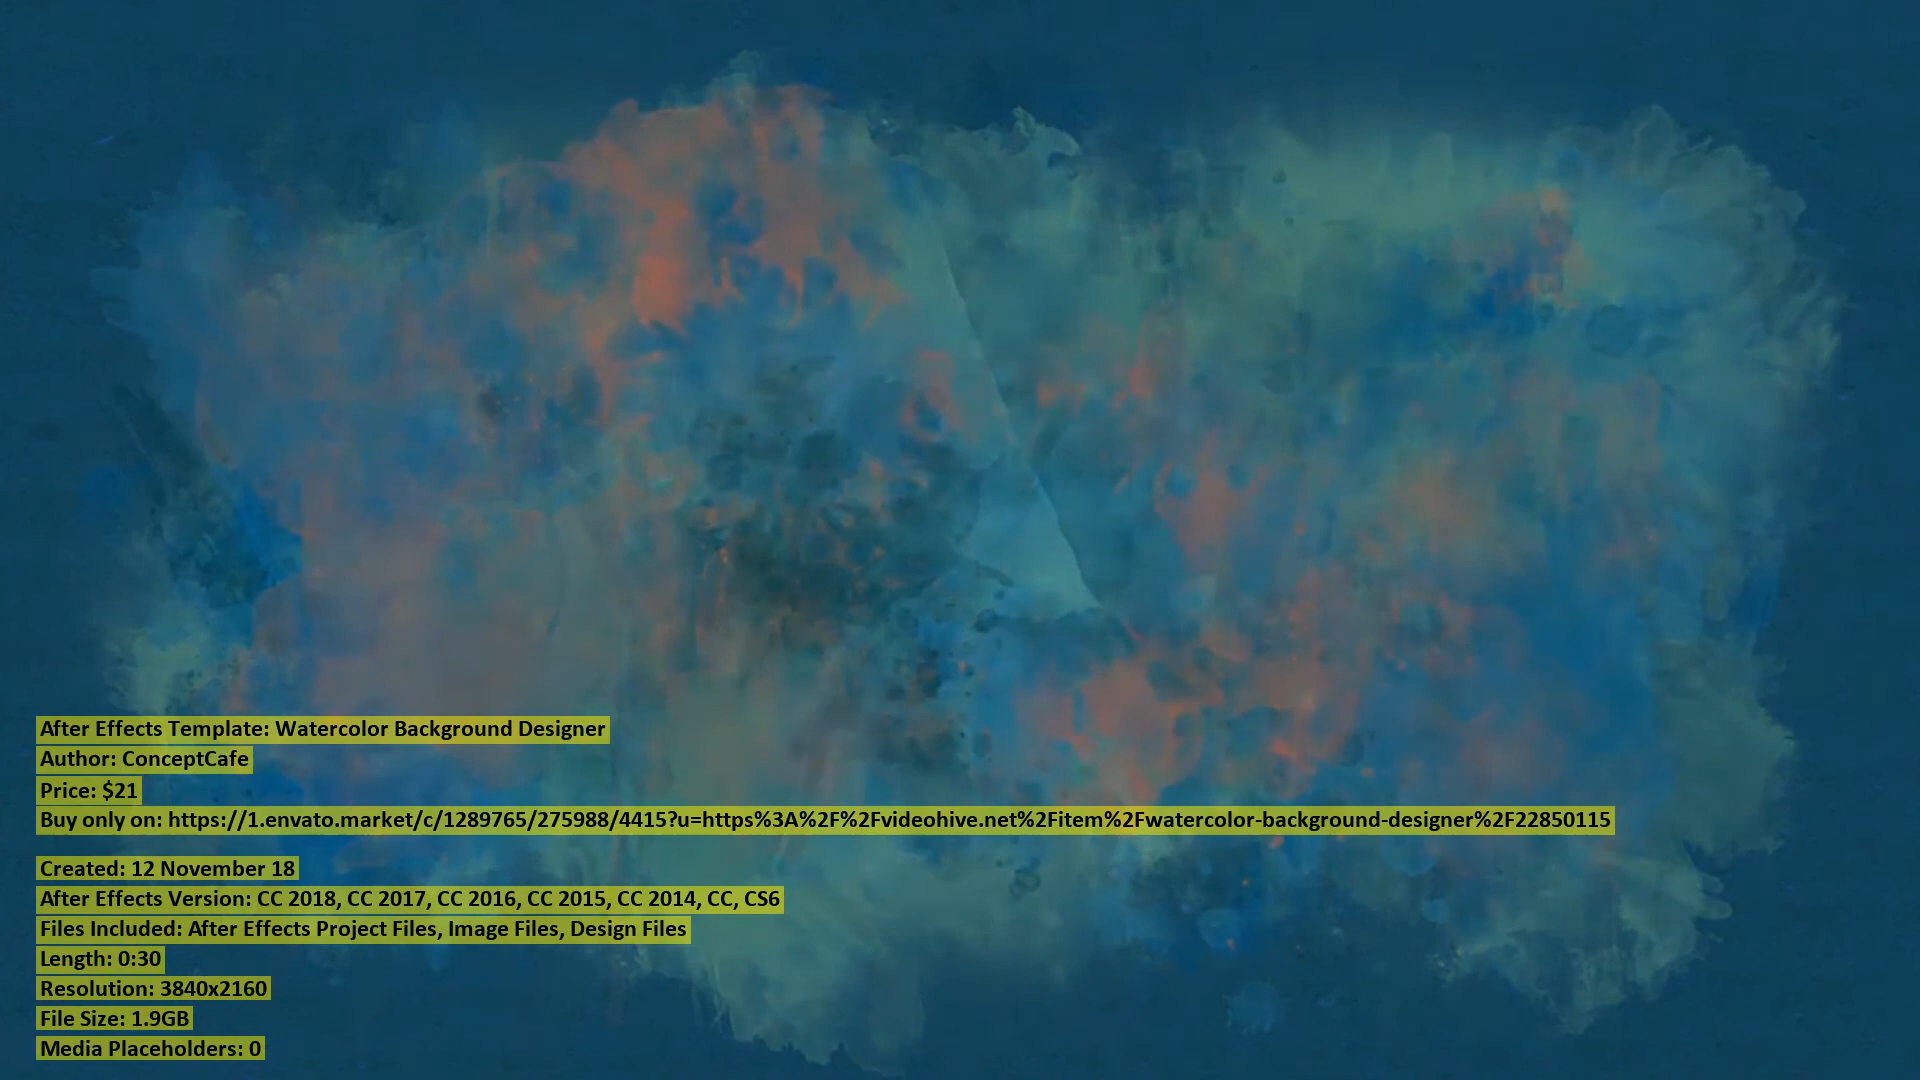 After Effects Template: Watercolor Background Designer
Author: ConceptCafe
Price: $21
Buy only on: https://1.envato.market/c/1289765/275988/4415?u=https%3A%2F%2Fvideohive.net%2Fitem%2Fwatercolor-background-designer%2F22850115
Created: 12 November 18
After Effects Version: CC 2018, CC 2017, CC 2016, CC 2015, CC 2014, CC, CS6
Files Included: After Effects Project Files, Image Files, Design Files
Length: 0:30
Resolution: 3840x2160
File Size: 1.9GB
Media Placeholders: 0